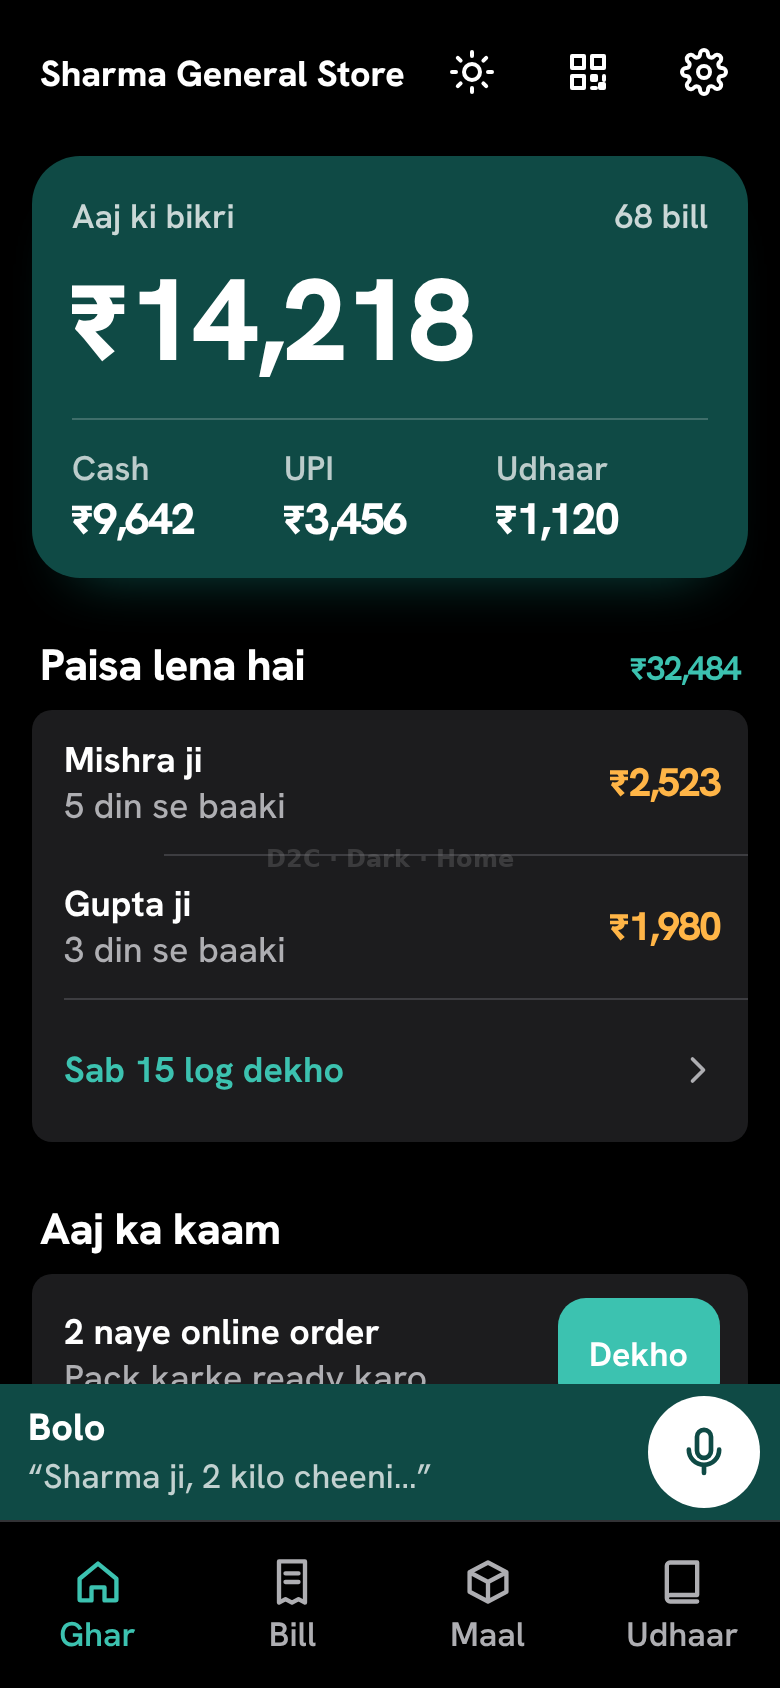 Sharma General Store
Aaj ki bikri 68 bill
₹14,218
Cash UPI Udhaar
₹9,642 ₹3,456 ₹1,120
Paisa lena hai ₹32,484
Mishra ji
5 din se baaki
₹2,523
D2C · Dark · Home
Gupta ji
3 din se baaki
₹1,980
Sab 15 log dekho
Aaj ka kaam
2 naye online order
Pack karke ready karo
Dekho
Bolo
“Sharma ji, 2 kilo cheeni...”
Ghar Bill Maal Udhaar